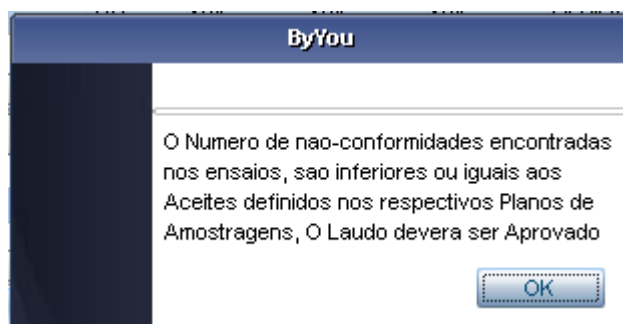 ByYou
O Numero de nao-conformidades encontradas
nos ensaios, sao inferiores ou iguais aos
Aceites definidos nos respectivos Planos de
Amostragens, O Laudo devera ser Aprovado
OK